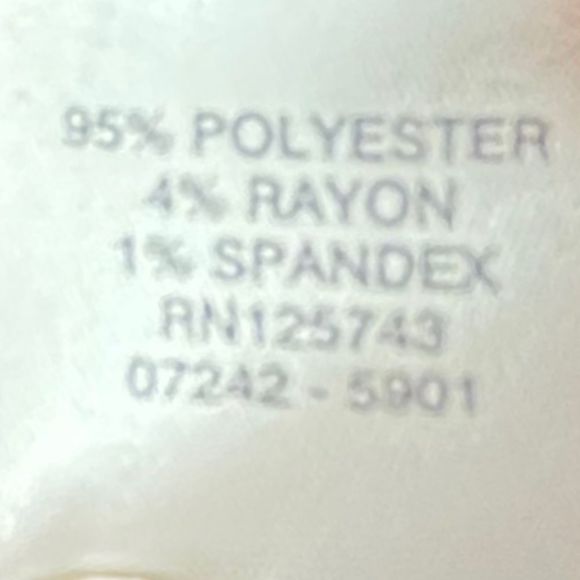 95% POLYESTER
4% RAYON
1% SPANDEX
RN125743
07242 - 5901